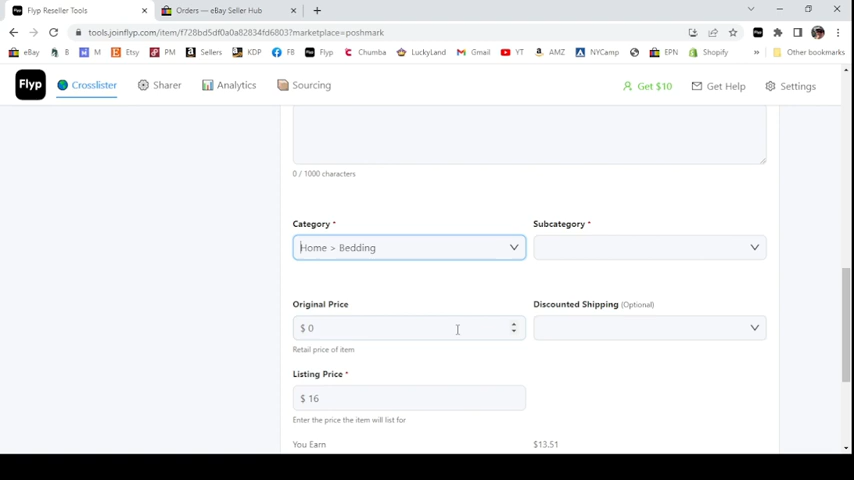 Flyp Reseller Tools
Orders — eBay Seller Hub
tools.joinflyp.com/item/f728bd5df0a0a82834fd6803?marketplace=poshmark
eBay B M Etsy PM Sellers KDP FB Flyp Chumba LuckyLand Gmail YT AMZ NYCamp EPN Shopify » Other bookmarks
Flyp Crosslister Sharer Analytics Sourcing Get $10 Get Help Settings
0 / 1000 characters
Category * Subcategory *
Home > Bedding
Original Price Discounted Shipping (Optional)
$ 0
Retail price of item
Listing Price *
$ 16
Enter the price the item will list for
You Earn $13.51